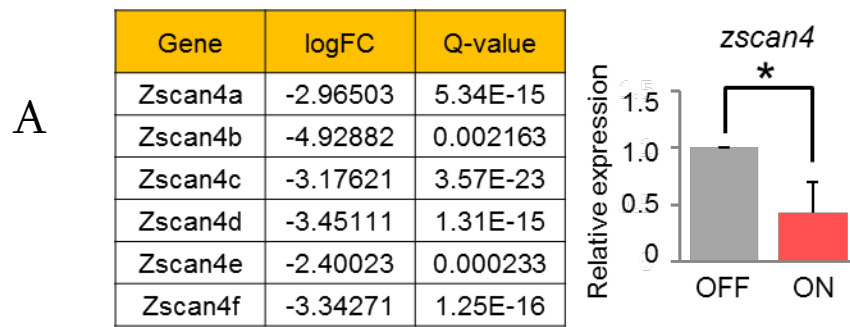 A
Gene logFC Q-value
Zscan4a -2.96503 5.34E-15
Zscan4b -4.92882 0.002163
Zscan4c -3.17621 3.57E-23
Zscan4d -3.45111 1.31E-15
Zscan4e -2.40023 0.000233
Zscan4f -3.34271 1.25E-16
zscan4
*
Relative expression
1.5
1.0
0.5
0
OFF ON